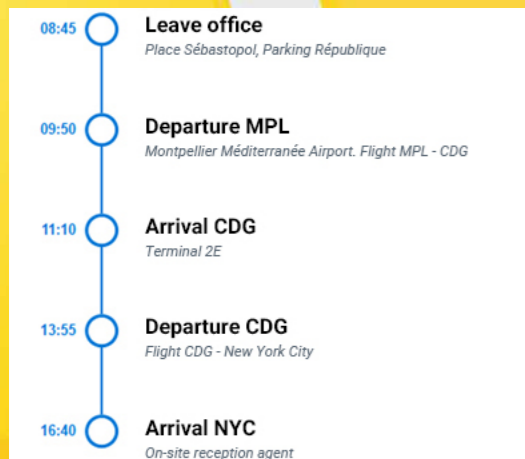 08:45 Leave office
Place Sébastopol, Parking République
09:50 Departure MPL
Montpellier Méditerranée Airport. Flight MPL - CDG
11:10 Arrival CDG
Terminal 2E
13:55 Departure CDG
Flight CDG - New York City
16:40 Arrival NYC
On-site reception agent